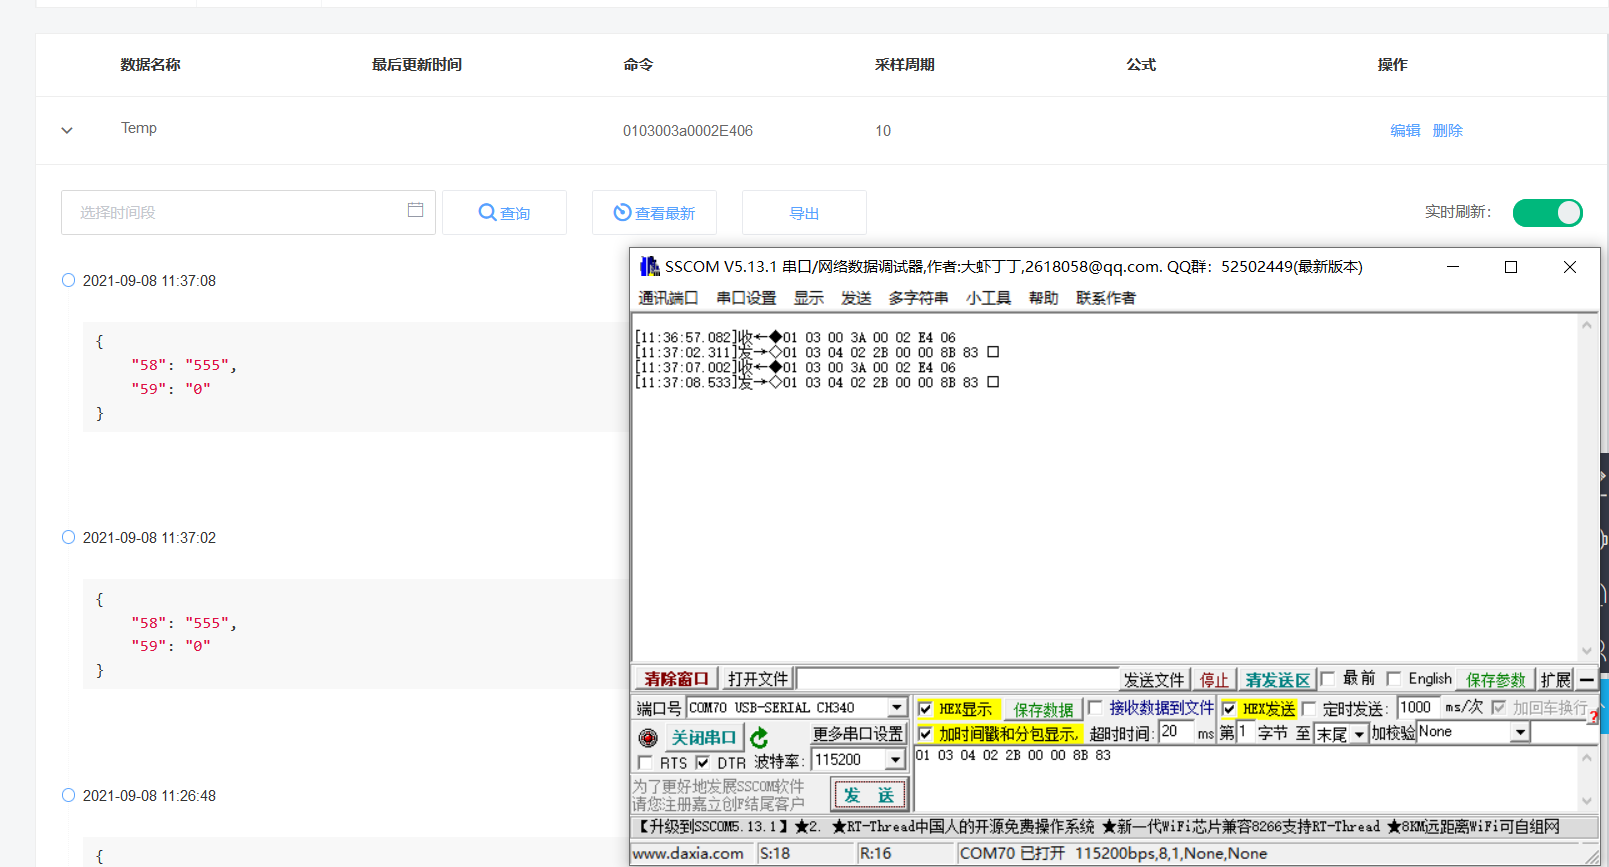 数据名称 最后更新时间 命令 采样周期 公式 操作
Temp 0103003a0002E406 10 编辑 删除
选择时间段 查询 查看最新 导出 实时刷新：
2021-09-08 11:37:08
{
"58": "555",
"59": "0"
}
2021-09-08 11:37:02
{
"58": "555",
"59": "0"
}
2021-09-08 11:26:48
{
SSCOM V5.13.1 串口/网络数据调试器,作者:大虾丁丁,2618058@qq.com. QQ群： 52502449(最新版本)
通讯端口 串口设置 显示 发送 多字符串 小工具 帮助 联系作者
[11:36:57.082]收←◆01 03 00 3A 00 02 E4 06
[11:37:02.311]发→◇01 03 04 02 2B 00 00 8B 83 □
[11:37:07.002]收←◆01 03 00 3A 00 02 E4 06
[11:37:08.533]发→◇01 03 04 02 2B 00 00 8B 83 □
清除窗口 打开文件 发送文件 停止 清发送区 最前 English 保存参数 扩展 —
端口号 COM70 USB-SERIAL CH340 HEX显示 保存数据 接收数据到文件 HEX发送 定时发送: 1000 ms/次 加回车换行
关闭串口 更多串口设置 加时间戳和分包显示, 超时时间: 20 ms 第 1 字节 至 末尾 加校验 None
RTS DTR 波特率: 115200 01 03 04 02 2B 00 00 8B 83
为了更好地发展SSCOM软件
请您注册嘉立创F结尾客户
发 送
【升级到SSCOM5.13.1】★2. ★RT-Thread中国人的开源免费操作系统 ★新一代WiFi芯片兼容8266支持RT-Thread ★8KM远距离WiFi可自组网
www.daxia.com S:18 R:16 COM70 已打开 115200bps,8,1,None,None